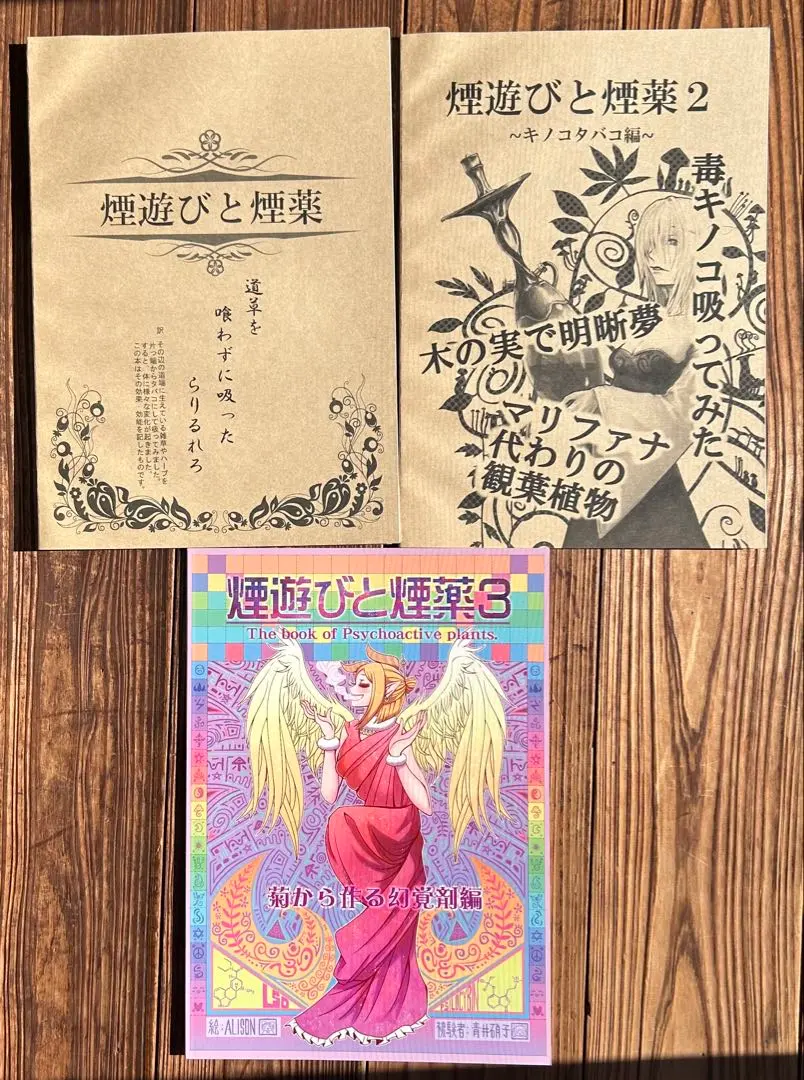 煙遊びと煙薬
道草を
喰わずに吸った
らりるれろ
訳 その辺の道端に生えている雑草やハーブを
片っ端からタバコにして吸ってみました。
すると、体に様々な変化が起きました。
この本はその効果、効能を記したものです。
煙遊びと煙薬2
~キノコタバコ編~
毒キノコ吸ってみた
木の実で明晰夢
マリファナ
代わりの
観葉植物
煙遊びと煙薬3
The book of Psychoactive plants.
菊から作る幻覚剤編
LSD
絵:ALISON
被験者:青井硝子